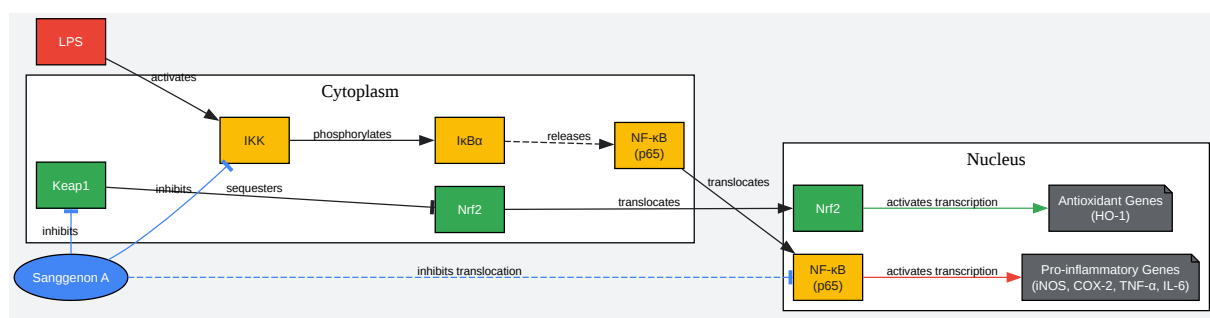 LPS
activates
Cytoplasm
IKK
phosphorylates
IκBα
releases
NF-κB
(p65)
Keap1
inhibits
sequesters
Nrf2
translocates
translocates
inhibits
Sanggenon A
inhibits translocation
Nucleus
Nrf2
activates transcription
Antioxidant Genes
(HO-1)
NF-κB
(p65)
activates transcription
Pro-inflammatory Genes
(iNOS, COX-2, TNF-α, IL-6)